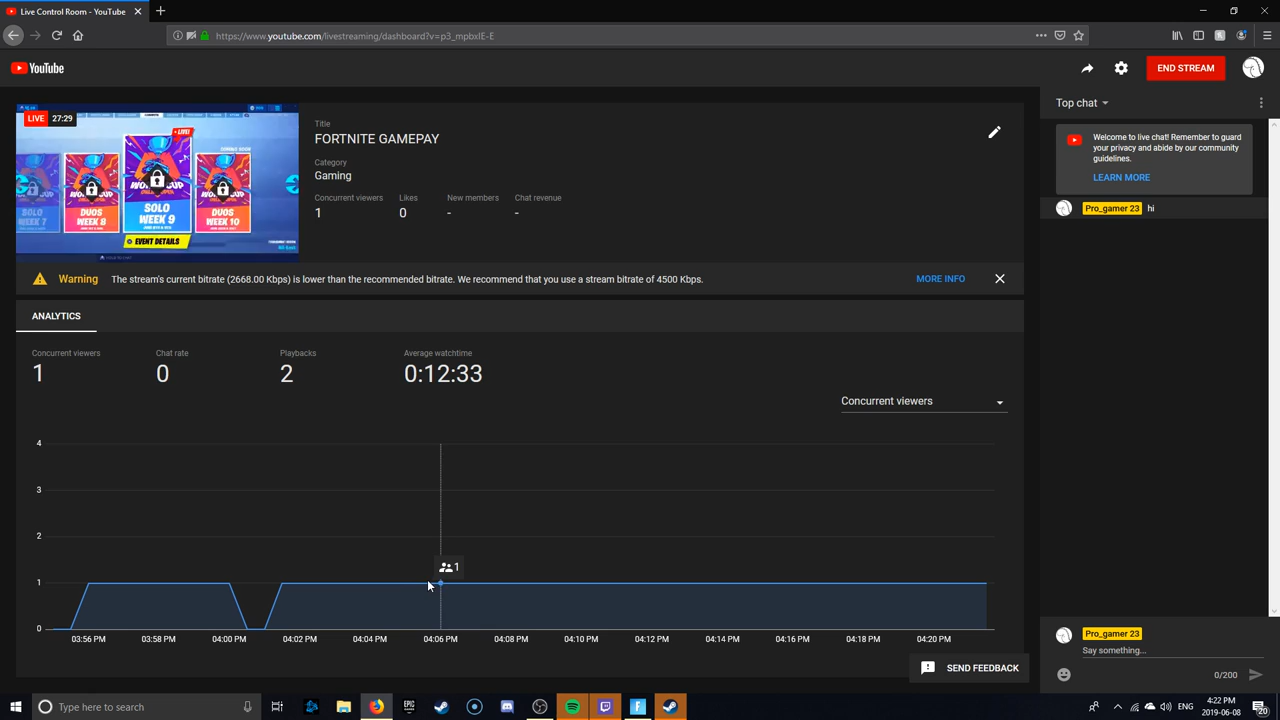 Live Control Room - YouTube
https://www.youtube.com/livestreaming/dashboard?v=p3_mpbxIE-E
YouTube
END STREAM
LIVE 27:29
LIVE!
SOLO
WEEK 7
DUOS
WEEK 8
SOLO
WEEK 9
DUOS
WEEK 10
EVENT DETAILS
Title
FORTNITE GAMEPAY
Category
Gaming
Concurrent viewers
1
Likes
0
New members
-
Chat revenue
-
Warning The stream's current bitrate (2668.00 Kbps) is lower than the recommended bitrate. We recommend that you use a stream bitrate of 4500 Kbps.
MORE INFO
ANALYTICS
Concurrent viewers
1
Chat rate
0
Playbacks
2
Average watchtime
0:12:33
Concurrent viewers
4
3
2
1
0
1
03:56 PM 03:58 PM 04:00 PM 04:02 PM 04:04 PM 04:06 PM 04:08 PM 04:10 PM 04:12 PM 04:14 PM 04:16 PM 04:18 PM 04:20 PM
SEND FEEDBACK
Top chat
Welcome to live chat! Remember to guard
your privacy and abide by our community
guidelines.
LEARN MORE
Pro_gamer 23 hi
Pro_gamer 23
Say something...
0/200
Type here to search
EPIC
ENG
4:22 PM
2019-06-08
20